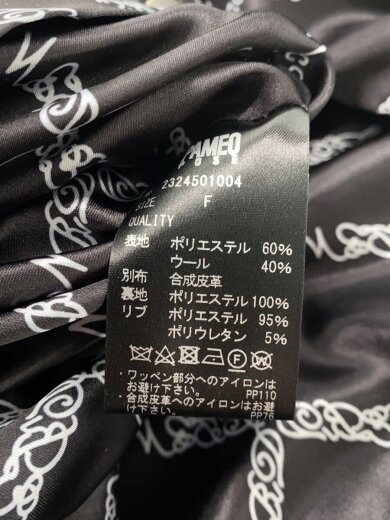 2324501004
SIZE F
QUALITY
表地 ポリエステル 60%
ウール 40%
別布 合成皮革
裏地 ポリエステル 100%
リブ ポリエステル 95%
ポリウレタン 5%
・ワッペン部分へのアイロンは
お避け下さい。 PP110
・合成皮革へのアイロンはお避
け下さい。 PP76